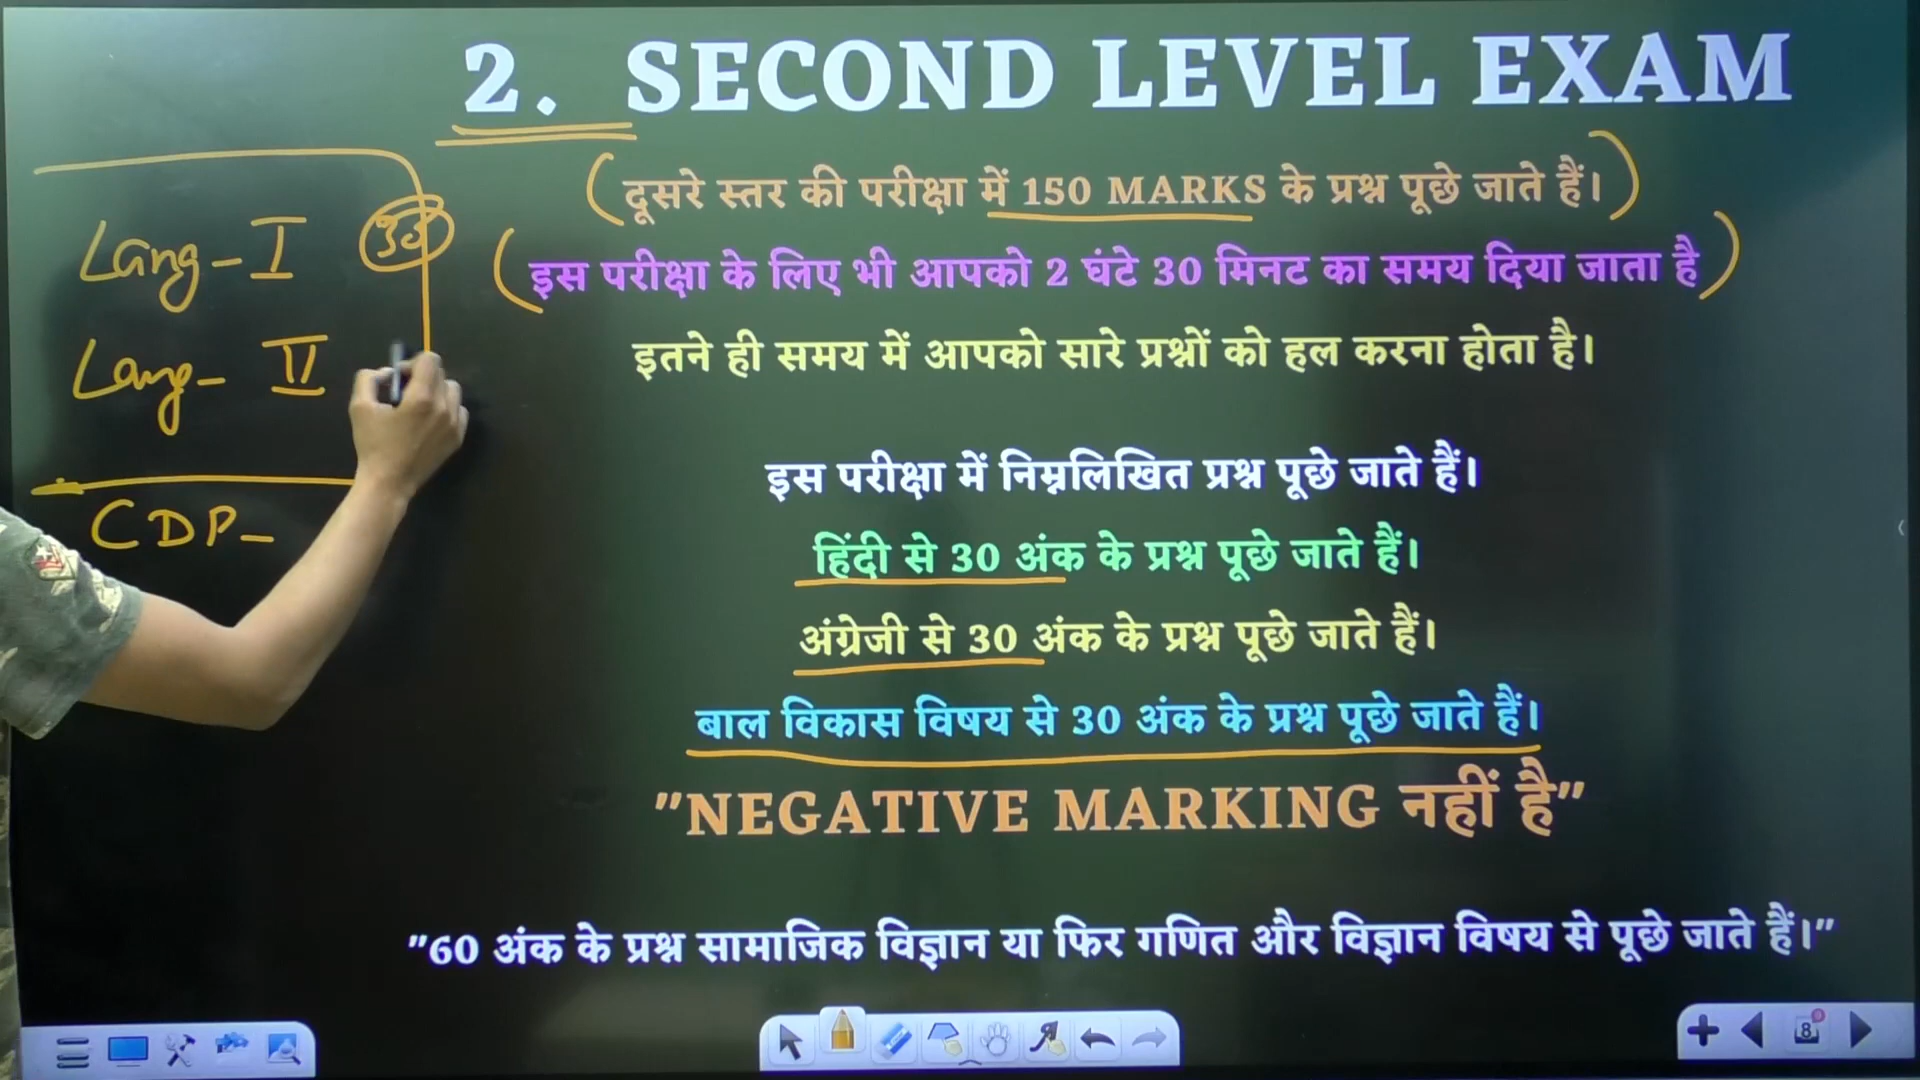 2. SECOND LEVEL EXAM
(दूसरे स्तर की परीक्षा में 150 MARKS के प्रश्न पूछे जाते हैं।)
(इस परीक्षा के लिए भी आपको 2 घंटे 30 मिनट का समय दिया जाता है)
इतने ही समय में आपको सारे प्रश्नों को हल करना होता है।
इस परीक्षा में निम्नलिखित प्रश्न पूछे जाते हैं।
हिंदी से 30 अंक के प्रश्न पूछे जाते हैं।
अंग्रेजी से 30 अंक के प्रश्न पूछे जाते हैं।
बाल विकास विषय से 30 अंक के प्रश्न पूछे जाते हैं।
"NEGATIVE MARKING नहीं है"
"60 अंक के प्रश्न सामाजिक विज्ञान या फिर गणित और विज्ञान विषय से पूछे जाते हैं।"
Lang-I 30
Lang- II
CDP-
8